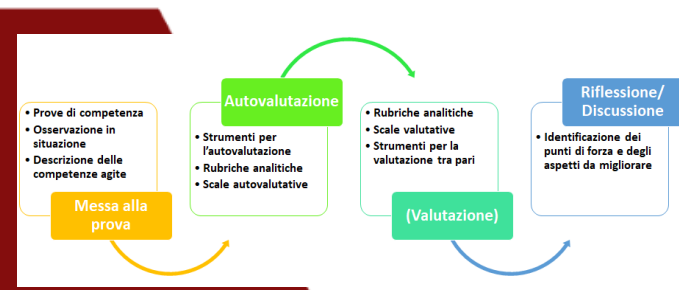 • Prove di competenza
• Osservazione in
situazione
• Descrizione delle
competenze agite
Messa alla
prova
Autovalutazione
• Strumenti per
l'autovalutazione
• Rubriche analitiche
• Scale autovalutative
• Rubriche analitiche
• Scale valutative
• Strumenti per la
valutazione tra pari
(Valutazione)
Riflessione/
Discussione
• Identificazione dei
punti di forza e degli
aspetti da migliorare